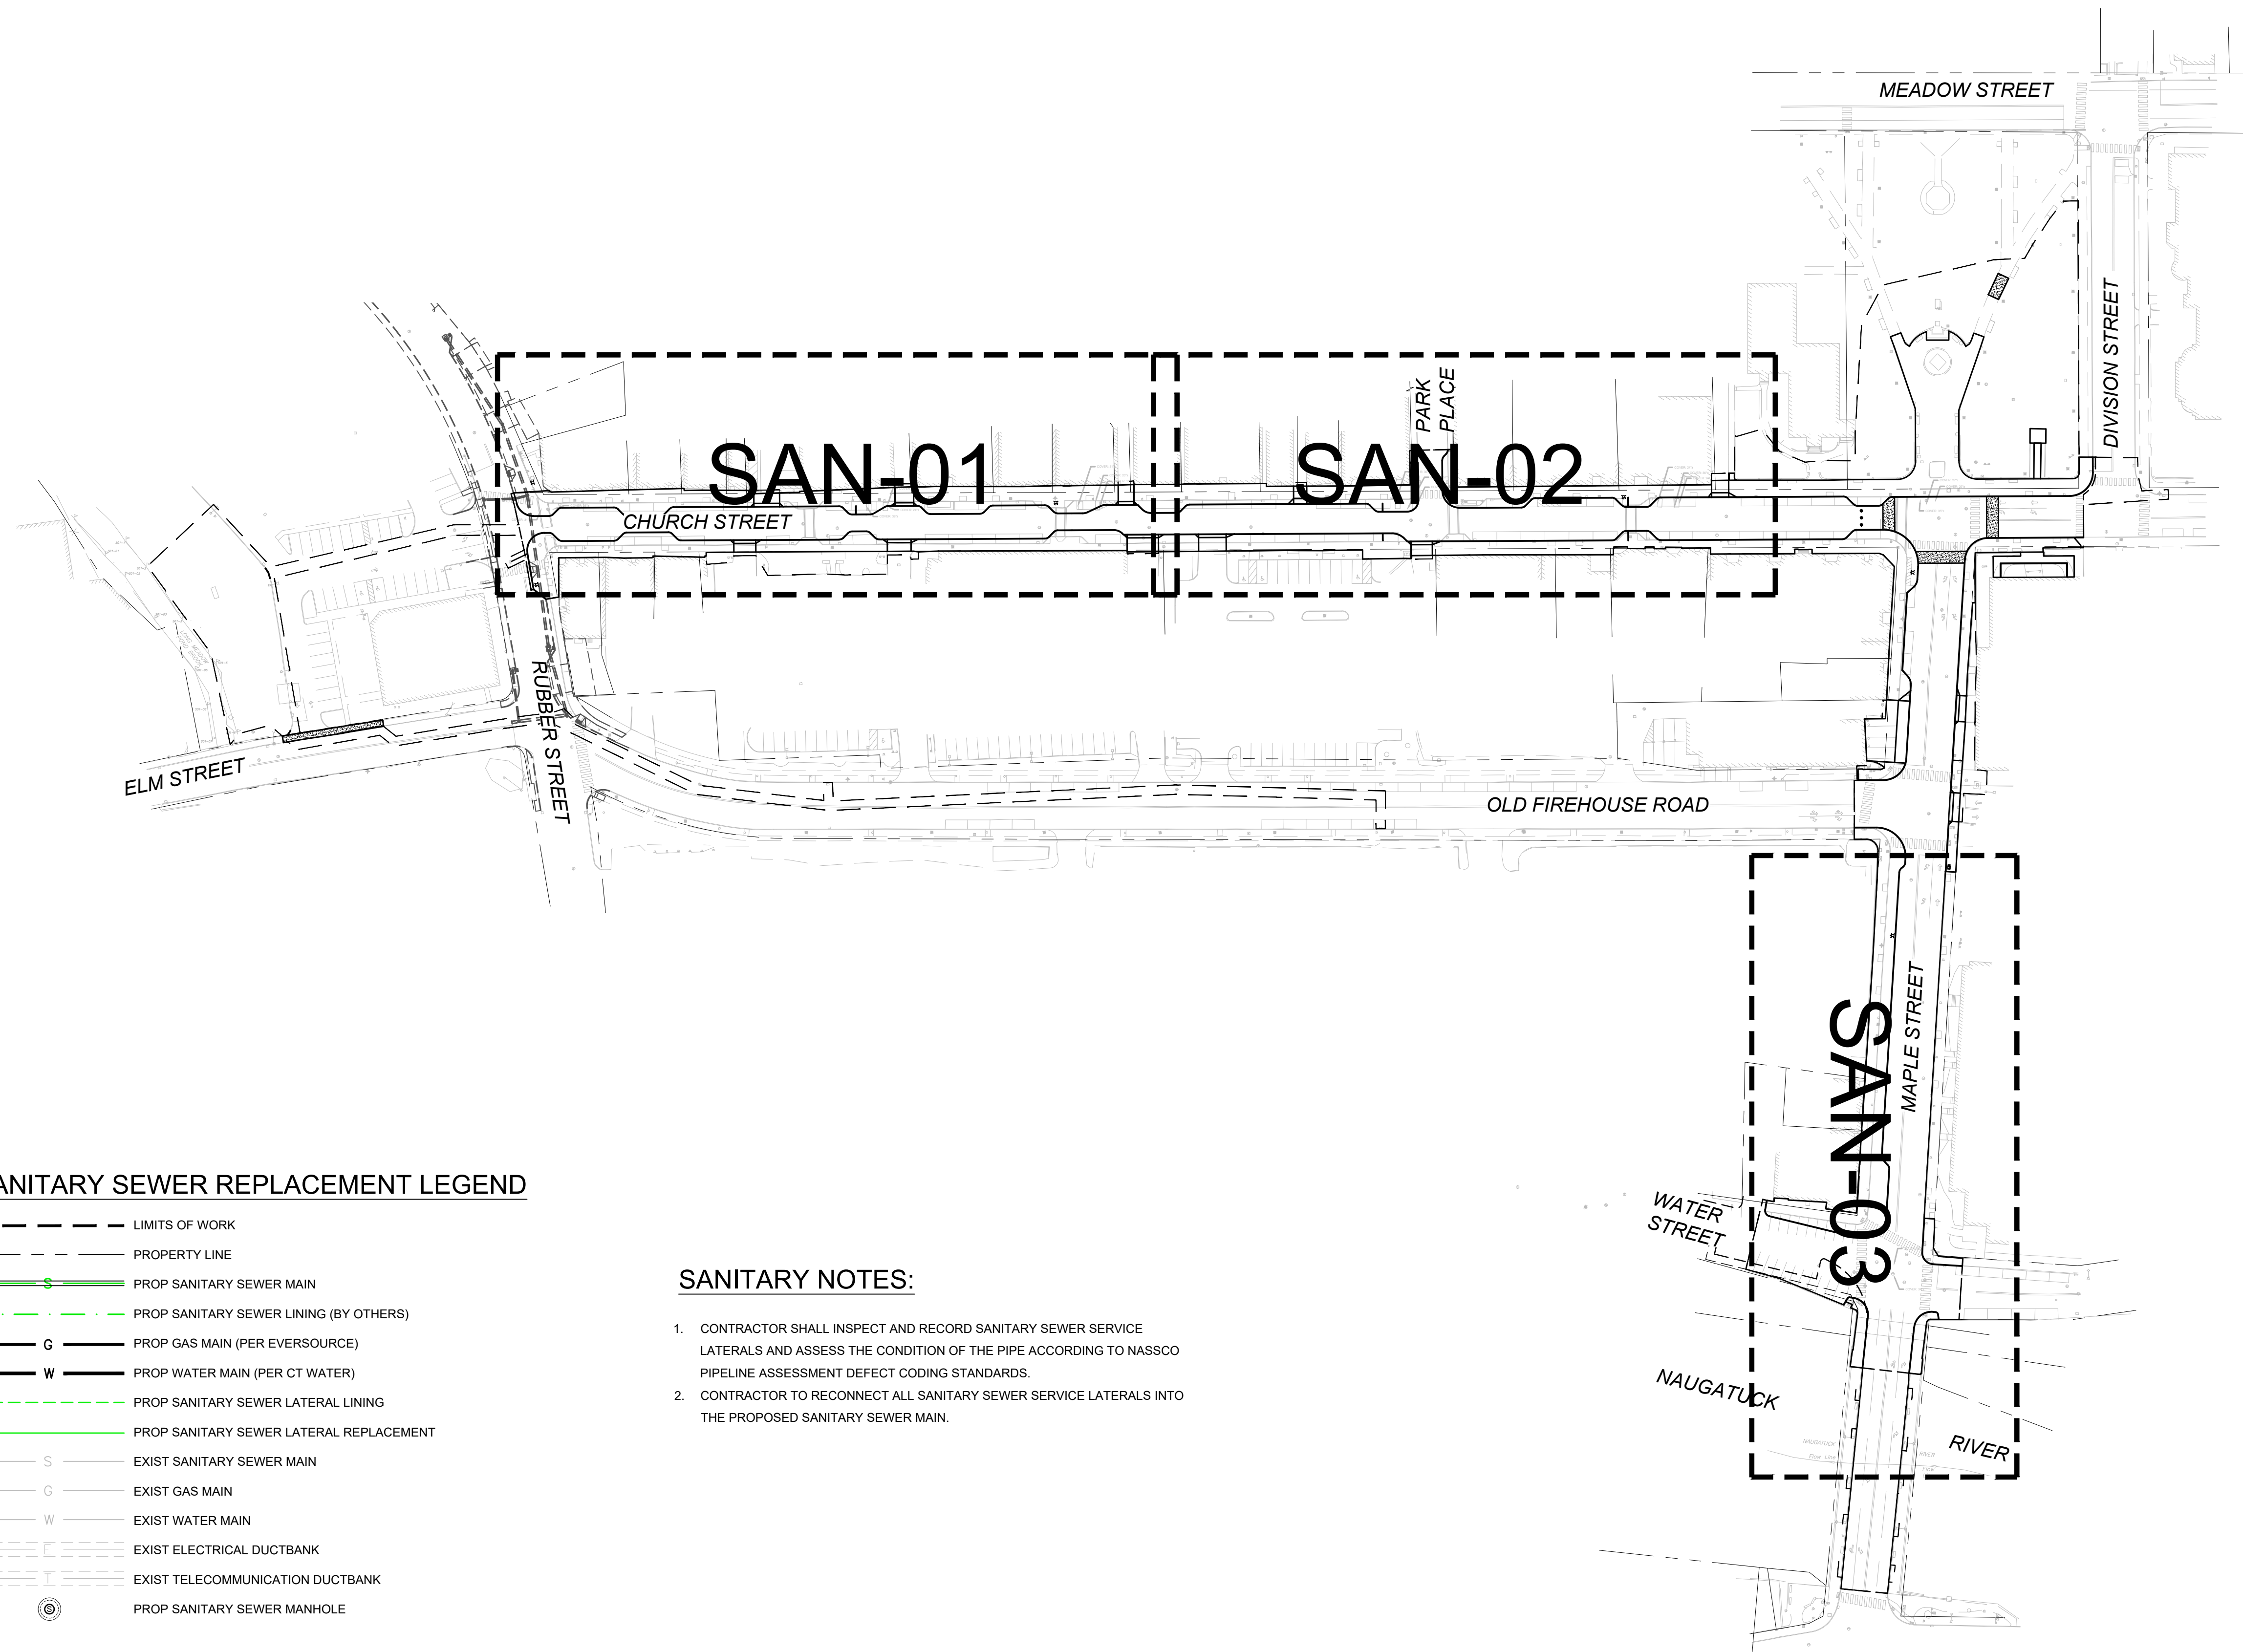 MEADOW STREET
DIVISION STREET
PARK
PLACE
SAN-01
SAN-02
CHURCH STREET
RUBBER STREET
ELM STREET
OLD FIREHOUSE ROAD
MAPLE STREET
SAN-03
WATER
STREET
NAUGATUCK
RIVER
NAUGATUCK
RIVER
Flow Line
Flow
ANITARY SEWER REPLACEMENT LEGEND
LIMITS OF WORK
PROPERTY LINE
S PROP SANITARY SEWER MAIN
PROP SANITARY SEWER LINING (BY OTHERS)
G PROP GAS MAIN (PER EVERSOURCE)
W PROP WATER MAIN (PER CT WATER)
PROP SANITARY SEWER LATERAL LINING
PROP SANITARY SEWER LATERAL REPLACEMENT
S EXIST SANITARY SEWER MAIN
G EXIST GAS MAIN
W EXIST WATER MAIN
E EXIST ELECTRICAL DUCTBANK
T EXIST TELECOMMUNICATION DUCTBANK
S PROP SANITARY SEWER MANHOLE
SANITARY NOTES:
1. CONTRACTOR SHALL INSPECT AND RECORD SANITARY SEWER SERVICE
LATERALS AND ASSESS THE CONDITION OF THE PIPE ACCORDING TO NASSCO
PIPELINE ASSESSMENT DEFECT CODING STANDARDS.
2. CONTRACTOR TO RECONNECT ALL SANITARY SEWER SERVICE LATERALS INTO
THE PROPOSED SANITARY SEWER MAIN.